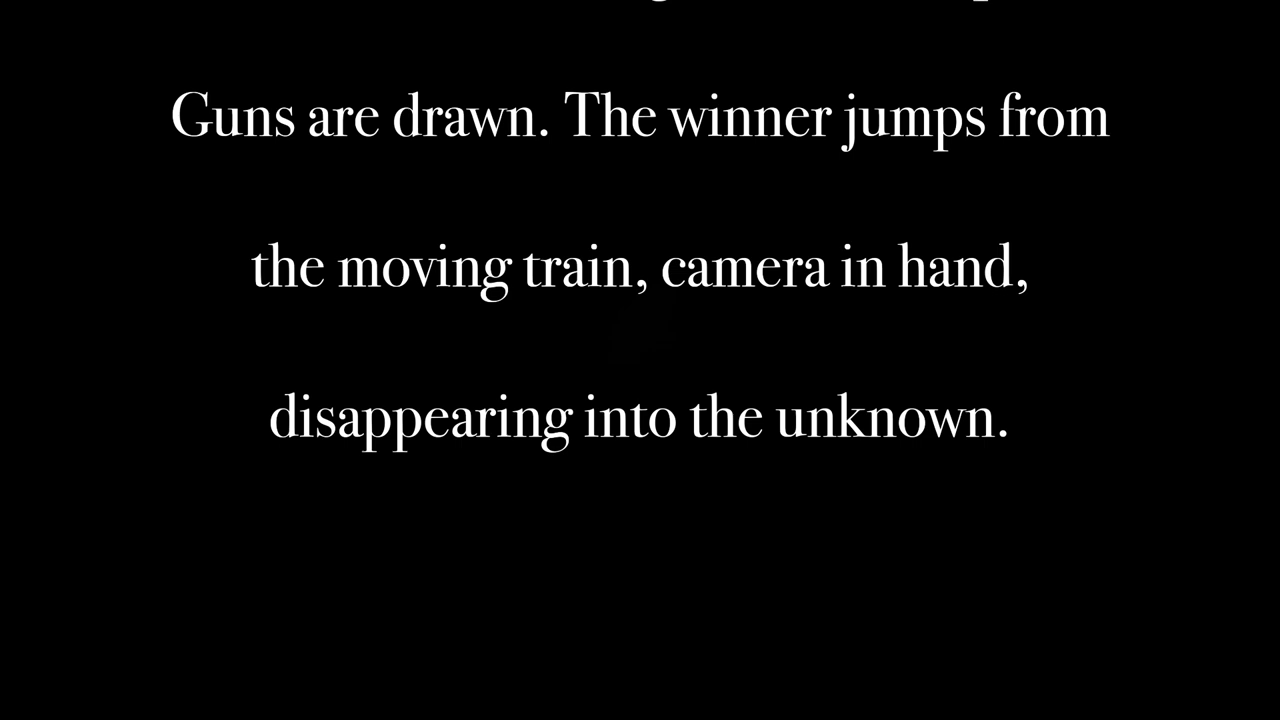 Guns are drawn. The winner jumps from
the moving train, camera in hand,
disappearing into the unknown.